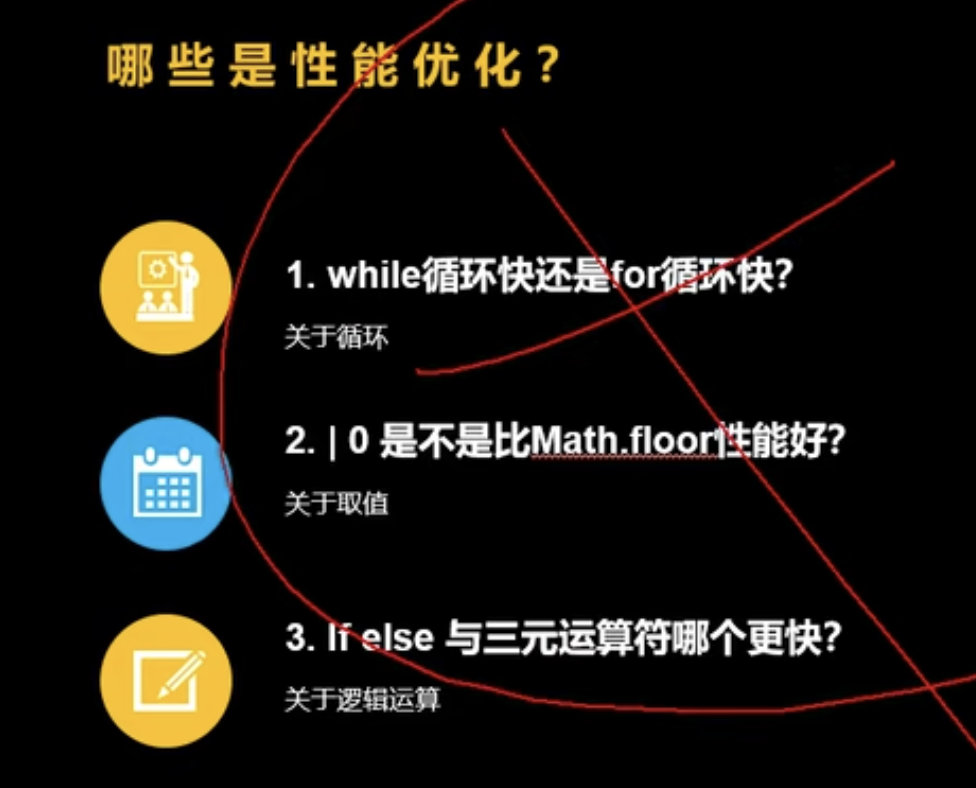 哪些是性能优化？
1. while循环快还是for循环快?
关于循环
2. | 0 是不是比Math.floor性能好?
关于取值
3. If else 与三元运算符哪个更快?
关于逻辑运算